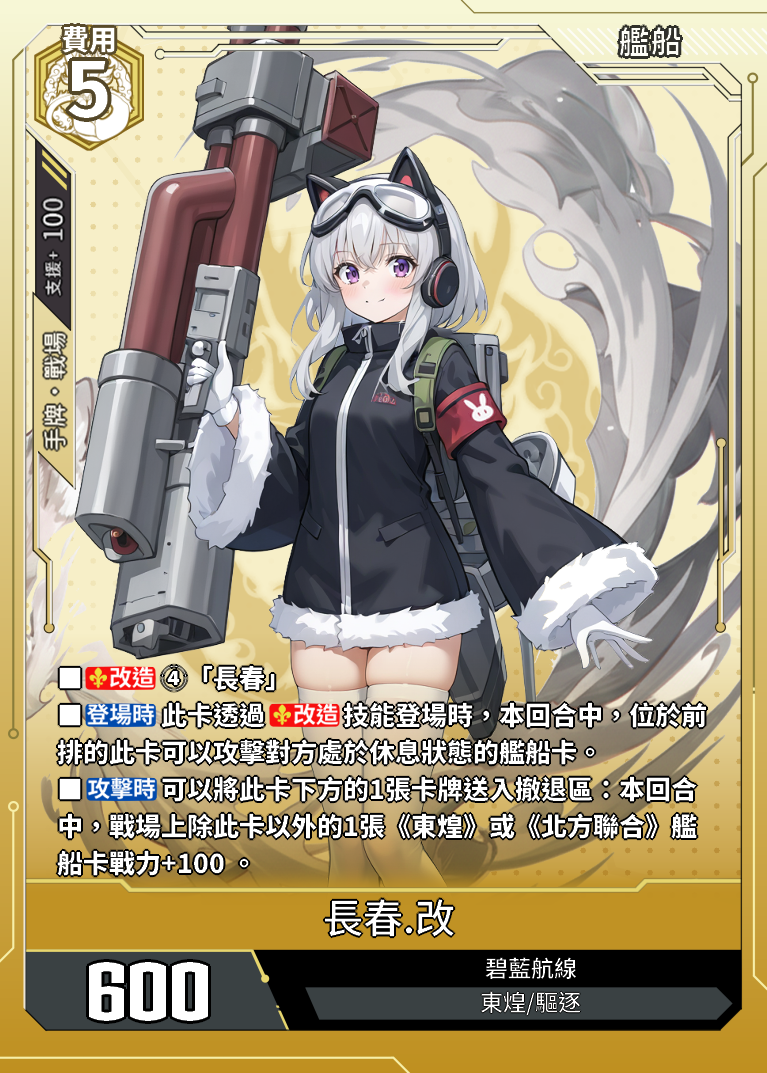 費用
5
艦船
支援+ 100
手牌・戰場
■改造④「長春」
■登場時此卡透過改造技能登場時，本回合中，位於前
排的此卡可以攻擊對方處於休息狀態的艦船卡。
■攻擊時可以將此卡下方的1張卡牌送入撤退區：本回合
中，戰場上除此卡以外的1張《東煌》或《北方聯合》艦
船卡戰力+100 。
長春.改
600
碧藍航線
東煌/驅逐